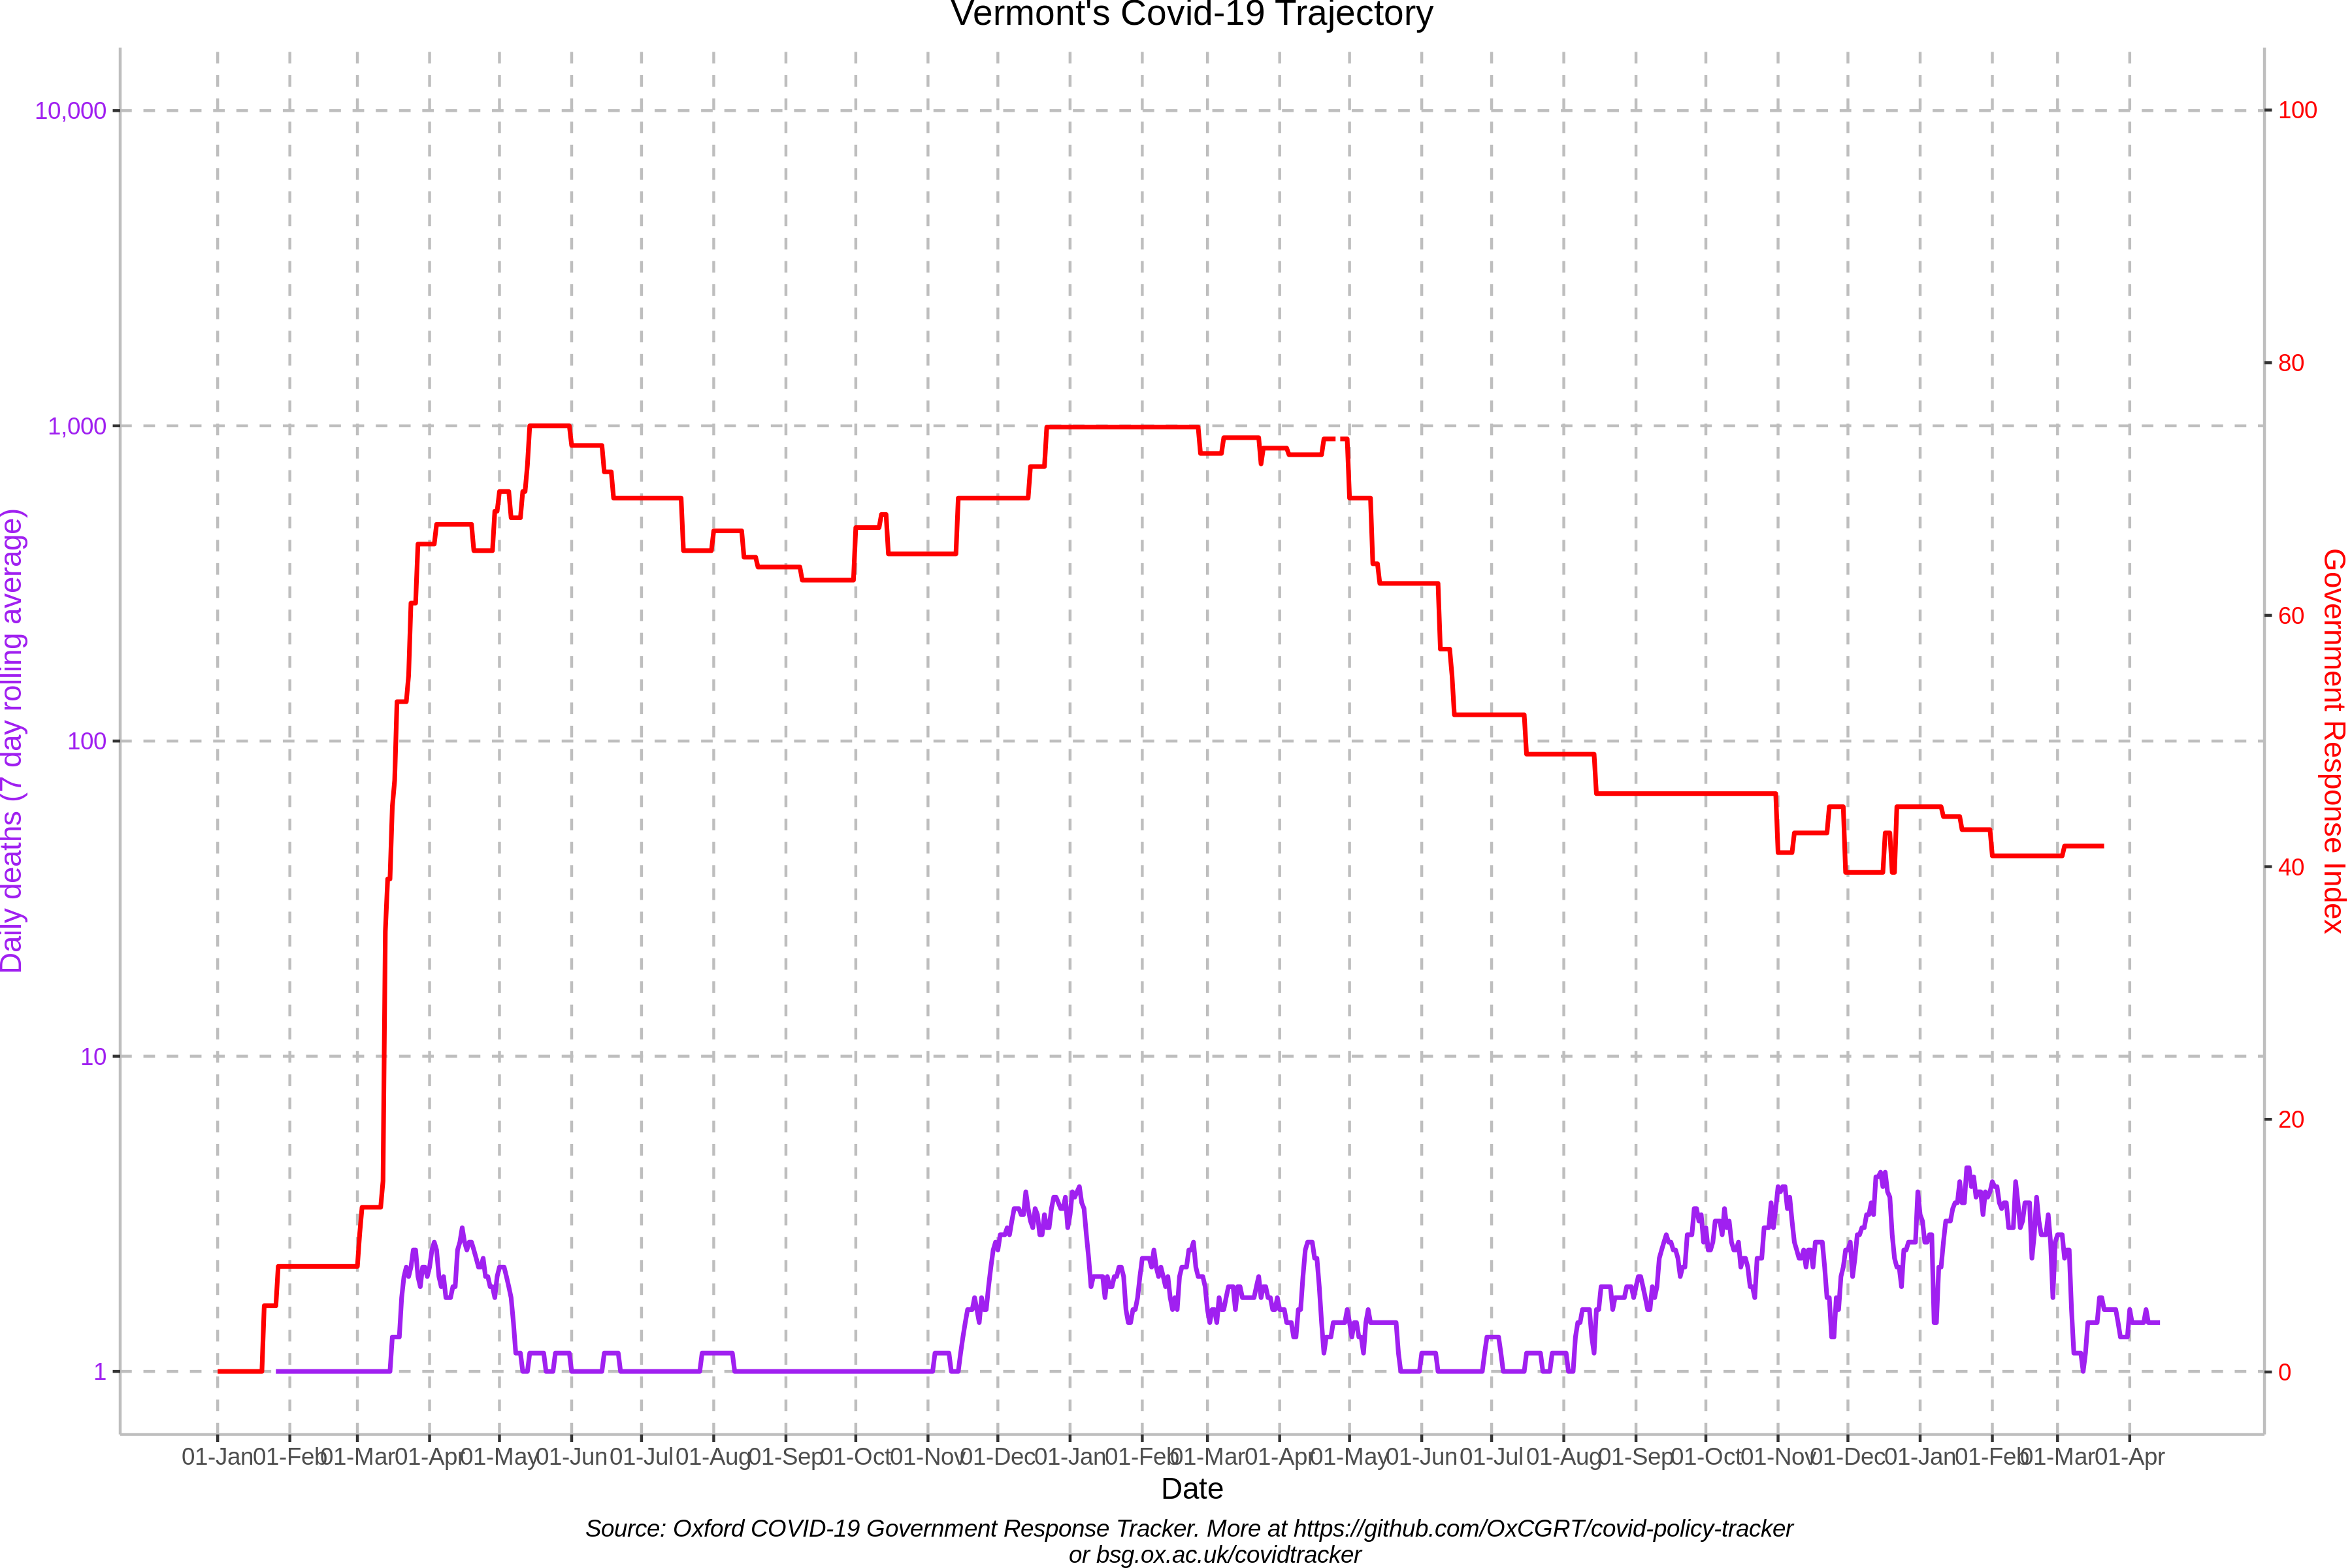 Vermont's Covid-19 Trajectory
10,000
1,000
100
10
1
Daily deaths (7 day rolling average)
100
80
60
40
20
0
Government Response Index
01-Jan 01-Feb 01-Mar 01-Apr 01-May 01-Jun 01-Jul 01-Aug 01-Sep 01-Oct 01-Nov 01-Dec 01-Jan 01-Feb 01-Mar 01-Apr 01-May 01-Jun 01-Jul 01-Aug 01-Sep 01-Oct 01-Nov 01-Dec 01-Jan 01-Feb 01-Mar 01-Apr
Date
Source: Oxford COVID-19 Government Response Tracker. More at https://github.com/OxCGRT/covid-policy-tracker
or bsg.ox.ac.uk/covidtracker